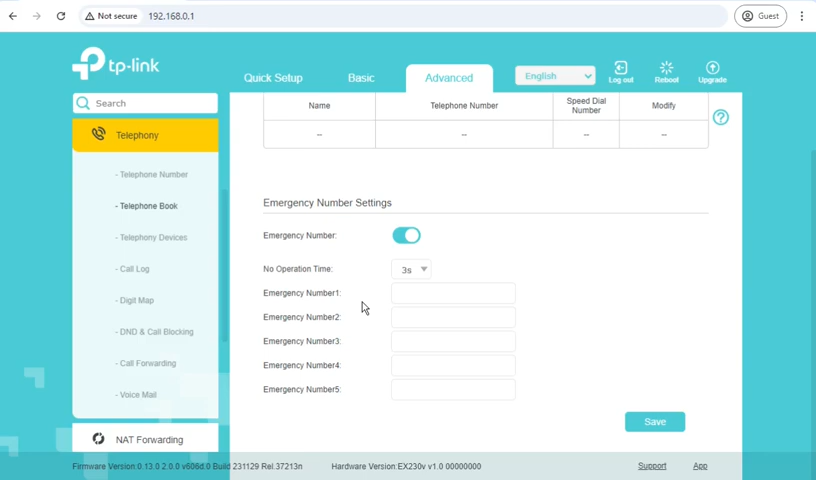 Not secure 192.168.0.1 Guest
tp-link
Quick Setup Basic Advanced English Log out Reboot Upgrade
Search
Name Telephone Number Speed Dial Number Modify
-- -- -- --
Telephony
- Telephone Number
- Telephone Book
- Telephony Devices
- Call Log
- Digit Map
- DND & Call Blocking
- Call Forwarding
- Voice Mail
NAT Forwarding
?
Emergency Number Settings
Emergency Number:
No Operation Time: 3s
Emergency Number1:
Emergency Number2:
Emergency Number3:
Emergency Number4:
Emergency Number5:
Save
Firmware Version:0.13.0 2.0.0 v606d.0 Build 231129 Rel.37213n Hardware Version:EX230v v1.0 00000000 Support App